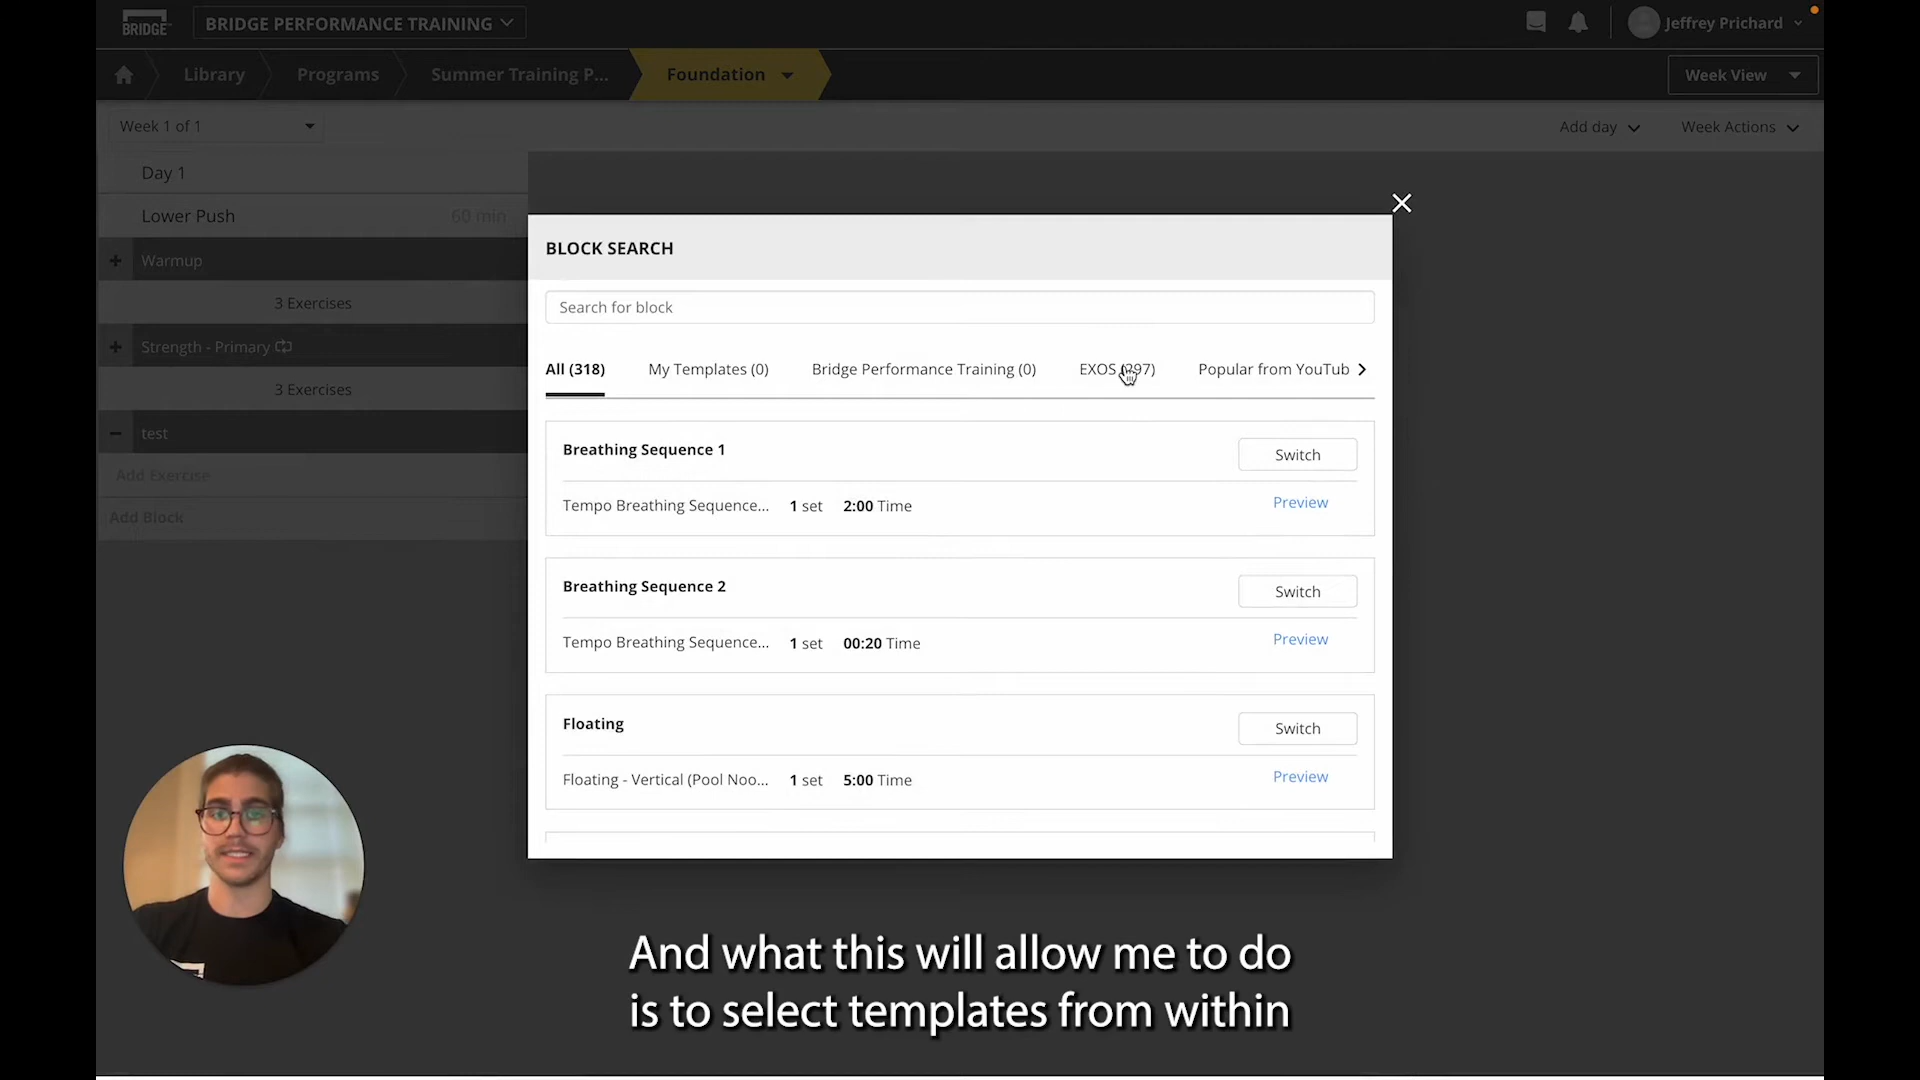 BRIDGE
BRIDGE PERFORMANCE TRAINING
Jeffrey Prichard
Library
Programs
Summer Training P...
Foundation
Week View
Week 1 of 1
Add day
Week Actions
Day 1
Lower Push 60 min
Warmup
3 Exercises
Strength - Primary
3 Exercises
test
Add Exercise
Add Block
BLOCK SEARCH
Search for block
All (318) My Templates (0) Bridge Performance Training (0) EXOS (297) Popular from YouTub
Breathing Sequence 1
Switch
Tempo Breathing Sequence... 1 set 2:00 Time
Preview
Breathing Sequence 2
Switch
Tempo Breathing Sequence... 1 set 00:20 Time
Preview
Floating
Switch
Floating - Vertical (Pool Noo... 1 set 5:00 Time
Preview
And what this will allow me to do
is to select templates from within